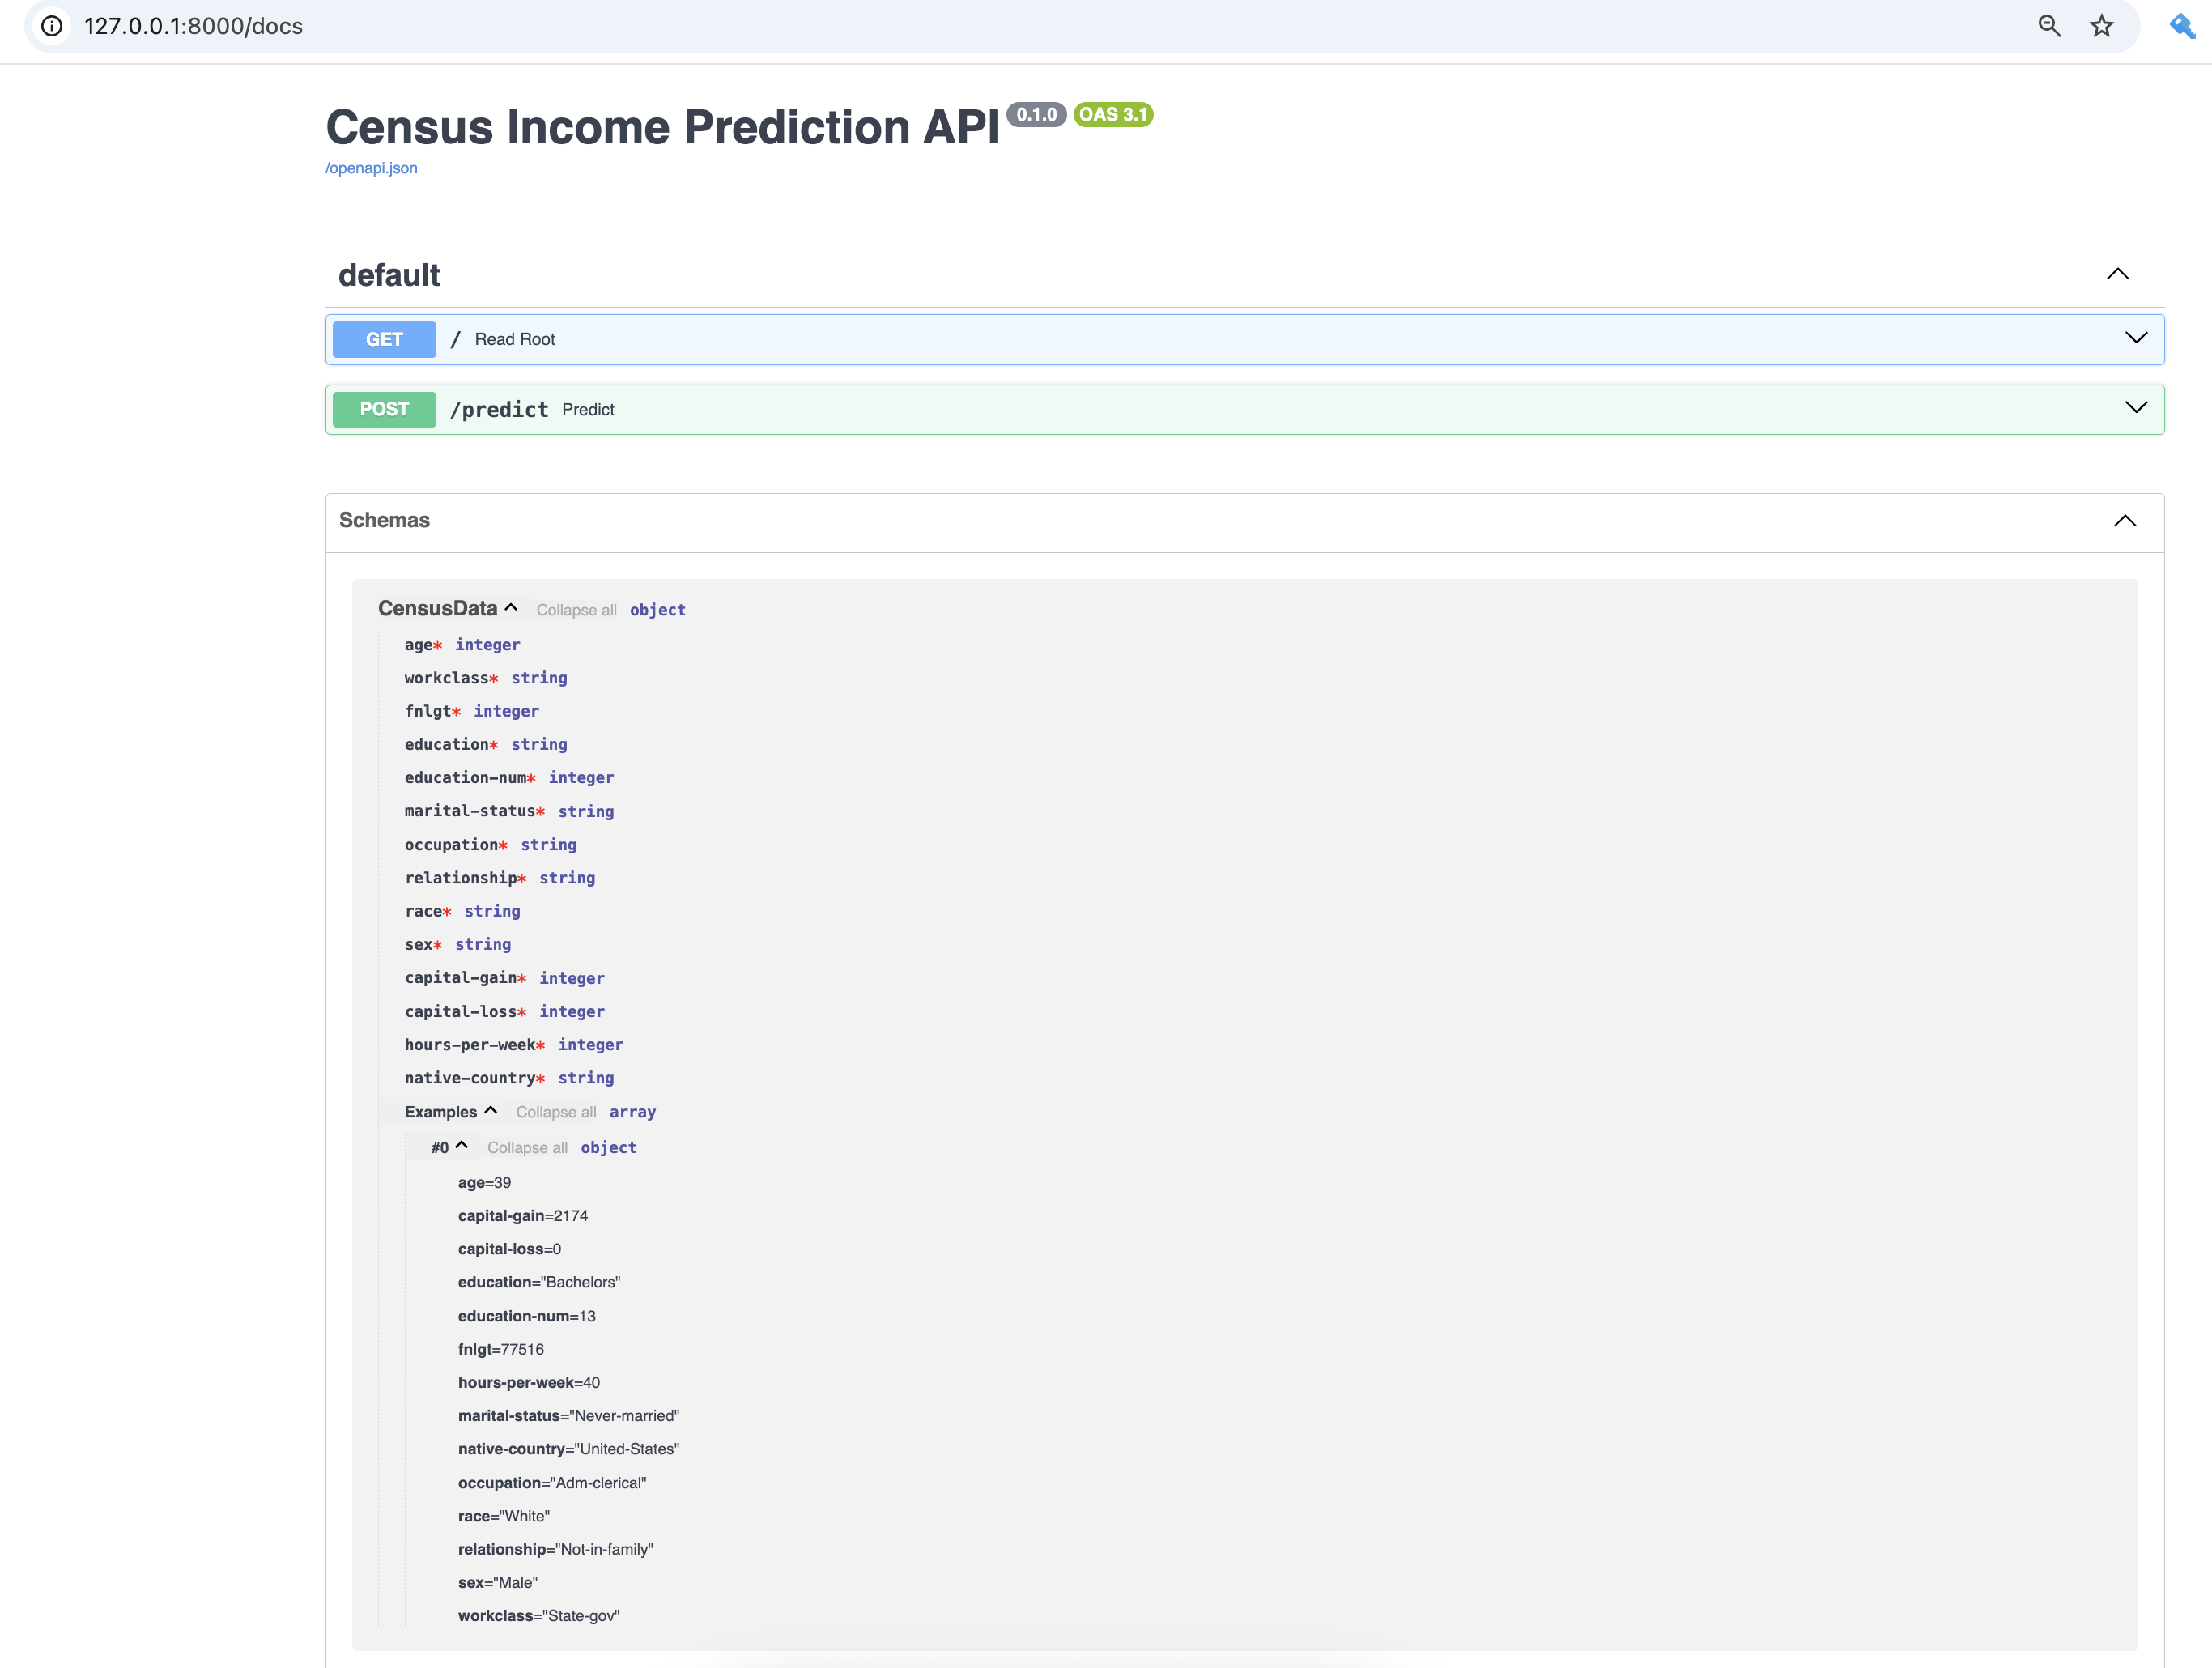 127.0.0.1:8000/docs
Census Income Prediction API 0.1.0 OAS 3.1
/openapi.json
default
GET / Read Root
POST /predict Predict
Schemas
CensusData Collapse all object
age* integer
workclass* string
fnlgt* integer
education* string
education-num* integer
marital-status* string
occupation* string
relationship* string
race* string
sex* string
capital-gain* integer
capital-loss* integer
hours-per-week* integer
native-country* string
Examples Collapse all array
#0 Collapse all object
age=39
capital-gain=2174
capital-loss=0
education="Bachelors"
education-num=13
fnlgt=77516
hours-per-week=40
marital-status="Never-married"
native-country="United-States"
occupation="Adm-clerical"
race="White"
relationship="Not-in-family"
sex="Male"
workclass="State-gov"